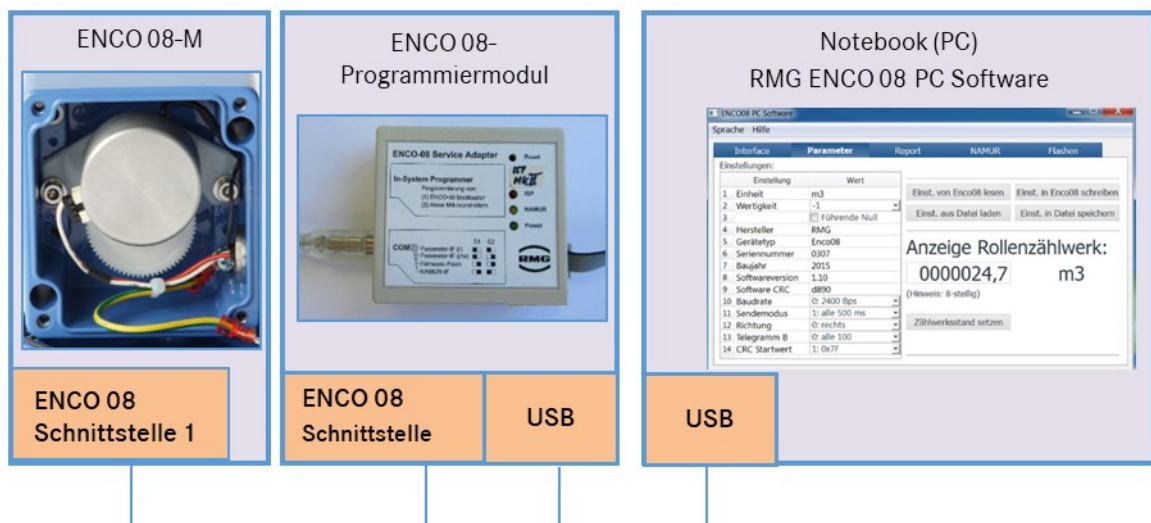 ENCO 08-M
ENCO 08-
Programmiermodul
ENCO-08 Service Adapter
In-System Programmer
Programmierung von:
(1) ENCO-08 Bootloader
Reset
ISP
NAMUR
Power
COM
S1 S2
Firmware-Flash
NAMUR-IF
RMG
Notebook (PC)
RMG ENCO 08 PC Software
ENCO08 PC Software
Sprache Hilfe
Interface Parameter Report NAMUR Flashen
Einstellungen:
Einstellung Wert
1 Einheit m3
2 Wertigkeit -1
3 Führende Null
4 Hersteller RMG
5 Gerätetyp Enco08
6 Seriennummer 0307
7 Baujahr 2015
8 Softwareversion 1.10
9 Software CRC d890
10 Baudrate 0: 2400 Bps
11 Sendemodus 1: alle 500 ms
12 Richtung 0: rechts
13 Telegramm B 0: alle 100
14 CRC Startwert 1: 0x7F
Einst. von Enco08 lesen Einst. in Enco08 schreiben
Einst. aus Datei laden Einst. in Datei speichern
Anzeige Rollenzählwerk:
0000024,7 m3
(Hinweis: 8-stellig)
Zählwerksstand setzen
ENCO 08
Schnittstelle 1
ENCO 08
Schnittstelle
USB
USB